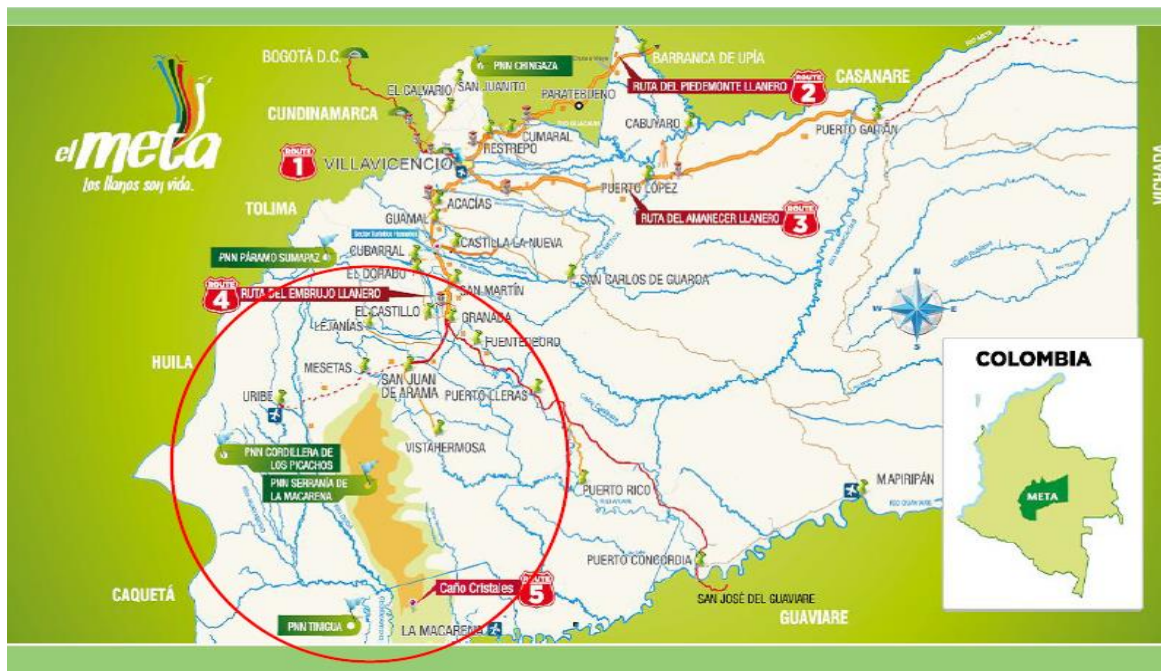 el meta
Los llanos son vida.
BOGOTÁ D.C.
PNN CHINGAZA
BARRANCA DE UPÍA
RIO META
CASANARE
VICHADA
EL CALVARIO
SAN JUANITO
RUTA DEL PIEDEMONTE LLANERO
ROUTE
2
PARATEBUENO
CUNDINAMARCA
CABUYARO
PUERTO GAITÁN
CUMARAL
RESTREPO
ROUTE
1
VILLAVICENCIO
PUERTO LÓPEZ
ACACÍAS
RUTA DEL AMANECER LLANERO
ROUTE
3
TOLIMA
GUAMAL
CASTILLA LA NUEVA
CUBARRAL
PNN PÁRAMO SUMAPAZ
EL DORADO
SAN CARLOS DE GUAROA
SAN MARTÍN
ROUTE
4
RUTA DEL EMBRUJO LLANERO
EL CASTILLO
GRANADA
LEJANÍAS
FUENTEDEORO
N
W
E
S
HUILA
MESETAS
SAN JUAN
DE ARAMA
PUERTO LLERAS
COLOMBIA
META
URIBE
VISTAHERMOSA
PNN CORDILLERA DE
LOS PICACHOS
PNN SERRANÍA DE
LA MACARENA
PUERTO RICO
MAPIRIPÁN
PUERTO CONCORDIA
CAQUETÁ
Caño Cristales
ROUTE
5
SAN JOSÉ DEL GUAVIARE
GUAVIARE
PNN TINIGUA
LA MACARENA